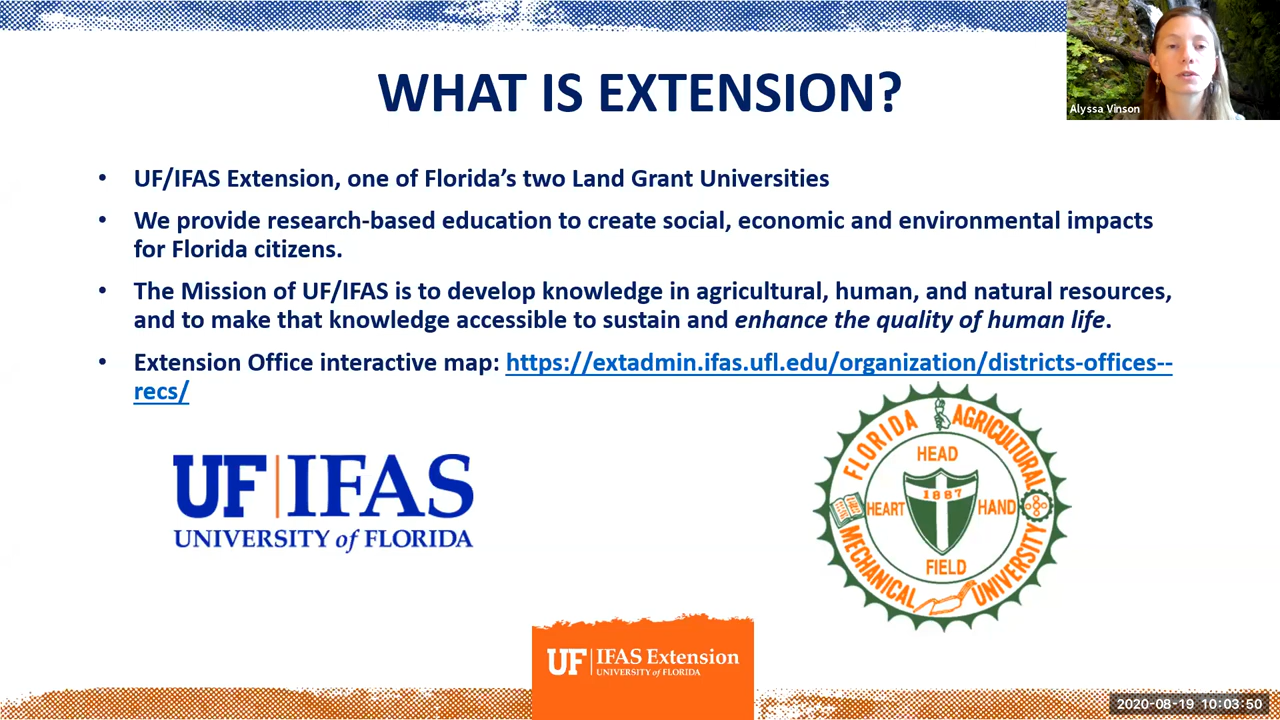 WHAT IS EXTENSION?
Alyssa Vinson
• UF/IFAS Extension, one of Florida's two Land Grant Universities
• We provide research-based education to create social, economic and environmental impacts
for Florida citizens.
• The Mission of UF/IFAS is to develop knowledge in agricultural, human, and natural resources,
and to make that knowledge accessible to sustain and enhance the quality of human life.
• Extension Office interactive map: https://extadmin.ifas.ufl.edu/organization/districts-offices--
recs/
UF|IFAS
UNIVERSITY of FLORIDA
FLORIDA AGRICULTURAL
MECHANICAL UNIVERSITY
HEAD
1887
HEART HAND
FIELD
UF|IFAS Extension
UNIVERSITY of FLORIDA
2020-08-19 10:03:50